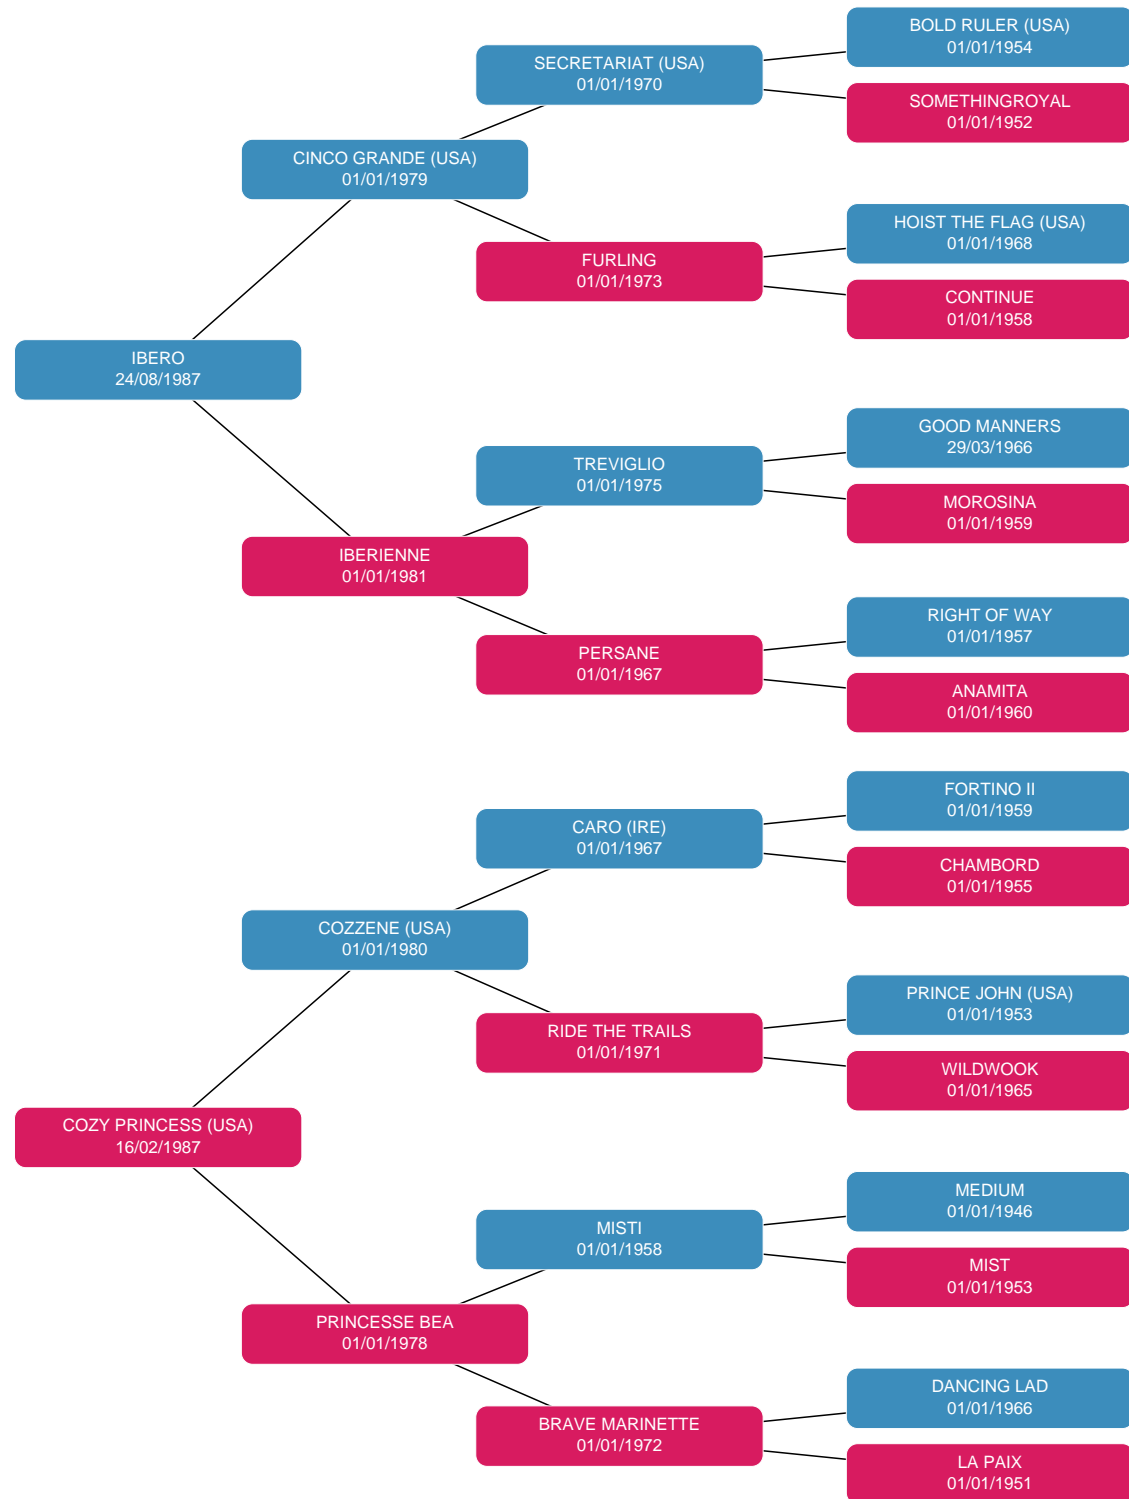 BOLD RULER (USA)
01/01/1954
SECRETARIAT (USA)
01/01/1970
SOMETHINGROYAL
01/01/1952
CINCO GRANDE (USA)
01/01/1979
HOIST THE FLAG (USA)
01/01/1968
FURLING
01/01/1973
CONTINUE
01/01/1958
IBERO
24/08/1987
GOOD MANNERS
29/03/1966
TREVIGLIO
01/01/1975
MOROSINA
01/01/1959
IBERIENNE
01/01/1981
RIGHT OF WAY
01/01/1957
PERSANE
01/01/1967
ANAMITA
01/01/1960
FORTINO II
01/01/1959
CARO (IRE)
01/01/1967
CHAMBORD
01/01/1955
COZZENE (USA)
01/01/1980
PRINCE JOHN (USA)
01/01/1953
RIDE THE TRAILS
01/01/1971
WILDWOOK
01/01/1965
COZY PRINCESS (USA)
16/02/1987
MEDIUM
01/01/1946
MISTI
01/01/1958
MIST
01/01/1953
PRINCESSE BEA
01/01/1978
DANCING LAD
01/01/1966
BRAVE MARINETTE
01/01/1972
LA PAIX
01/01/1951